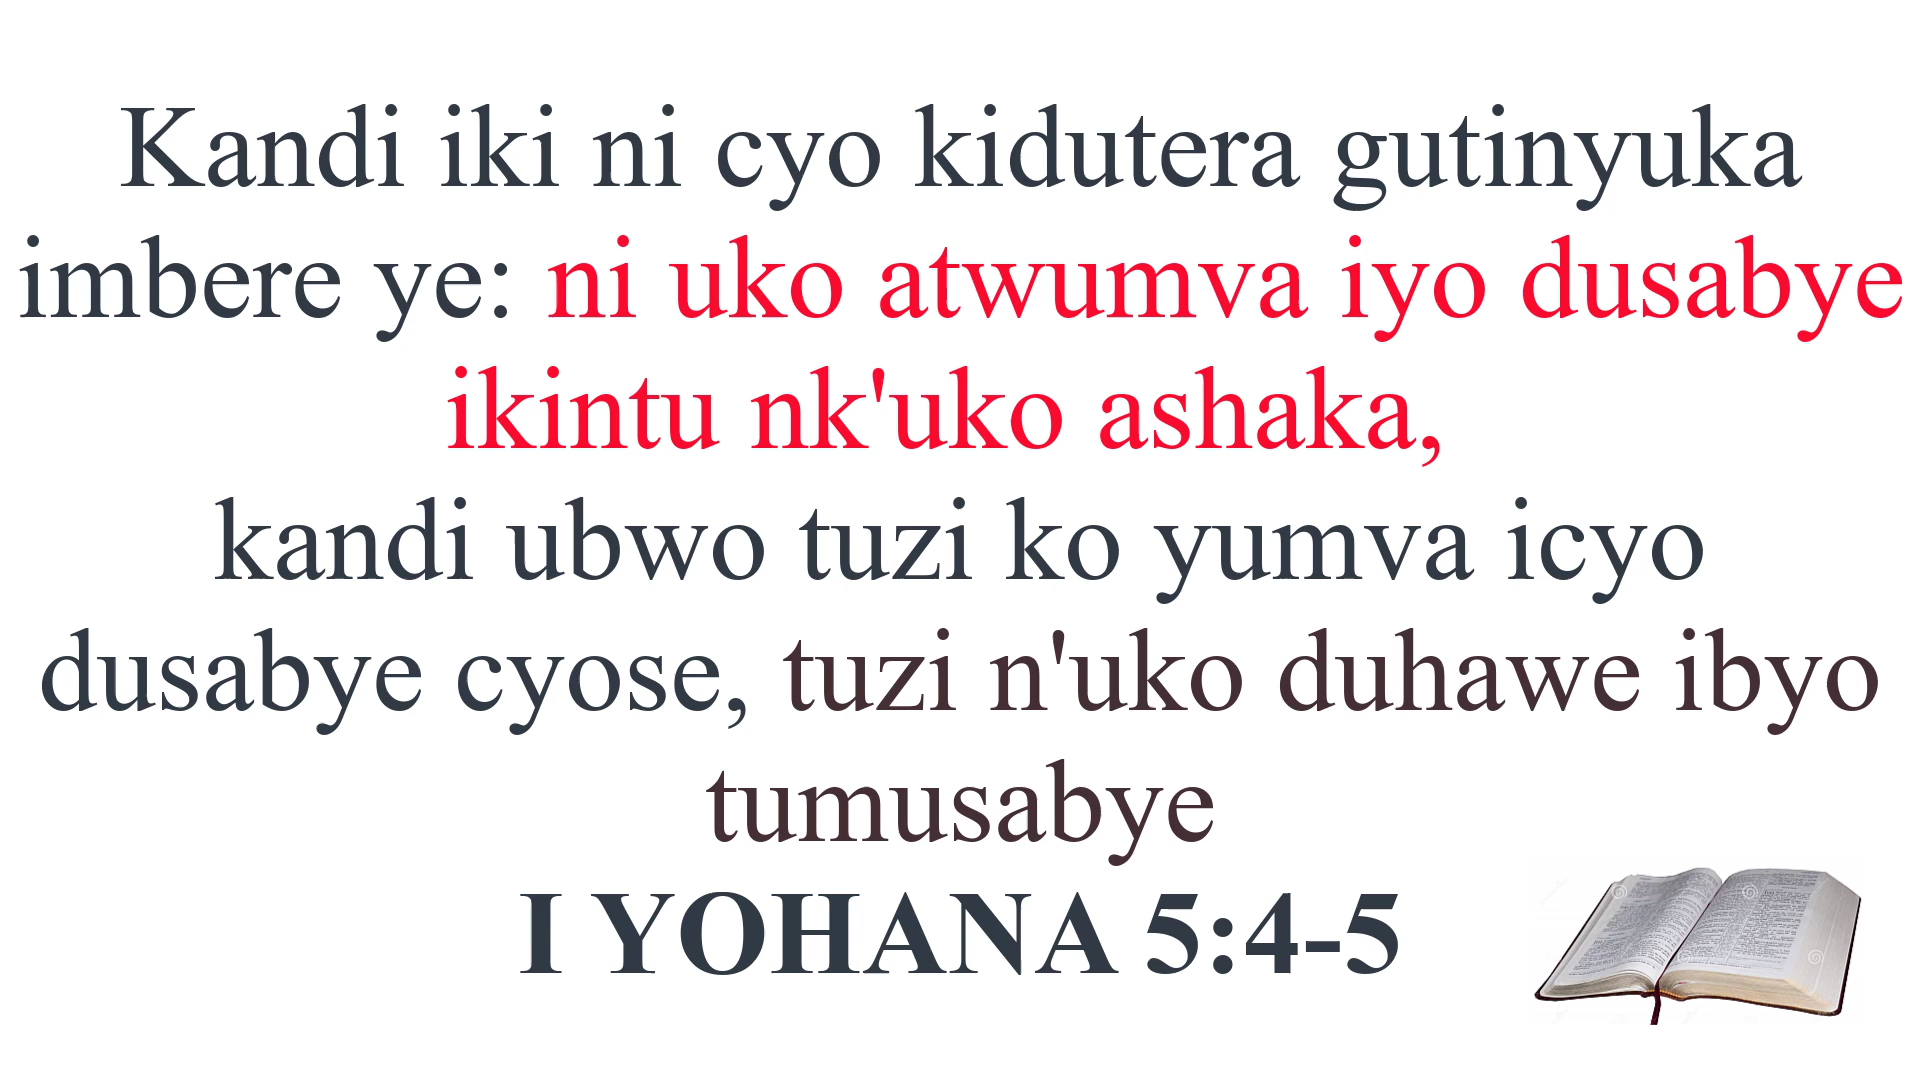 Kandi iki ni cyo kidutera gutinyuka
imbere ye: ni uko atwumva iyo dusabye
ikintu nk'uko ashaka,
kandi ubwo tuzi ko yumva icyo
dusabye cyose, tuzi n'uko duhawe ibyo
tumusabye
I YOHANA 5:4-5